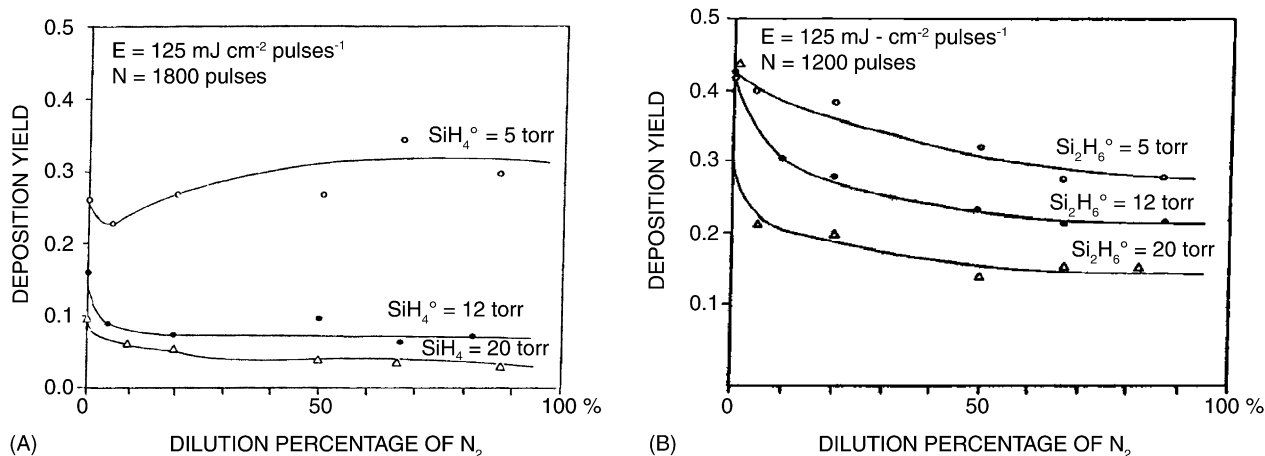 0.5
0.4
0.3
0.2
0.1
0.0
DEPOSITION YIELD
E = 125 mJ cm⁻² pulses⁻¹
N = 1800 pulses
SiH₄° = 5 torr
SiH₄° = 12 torr
SiH₄ = 20 torr
0
50
100 %
(A)
DILUTION PERCENTAGE OF N₂
0.5
0.4
0.3
0.2
0.1
DEPOSITION YIELD
E = 125 mJ - cm⁻² pulses⁻¹
N = 1200 pulses
Si₂H₆° = 5 torr
Si₂H₆° = 12 torr
Si₂H₆° = 20 torr
0
50
100 %
(B)
DILUTION PERCENTAGE OF N₂